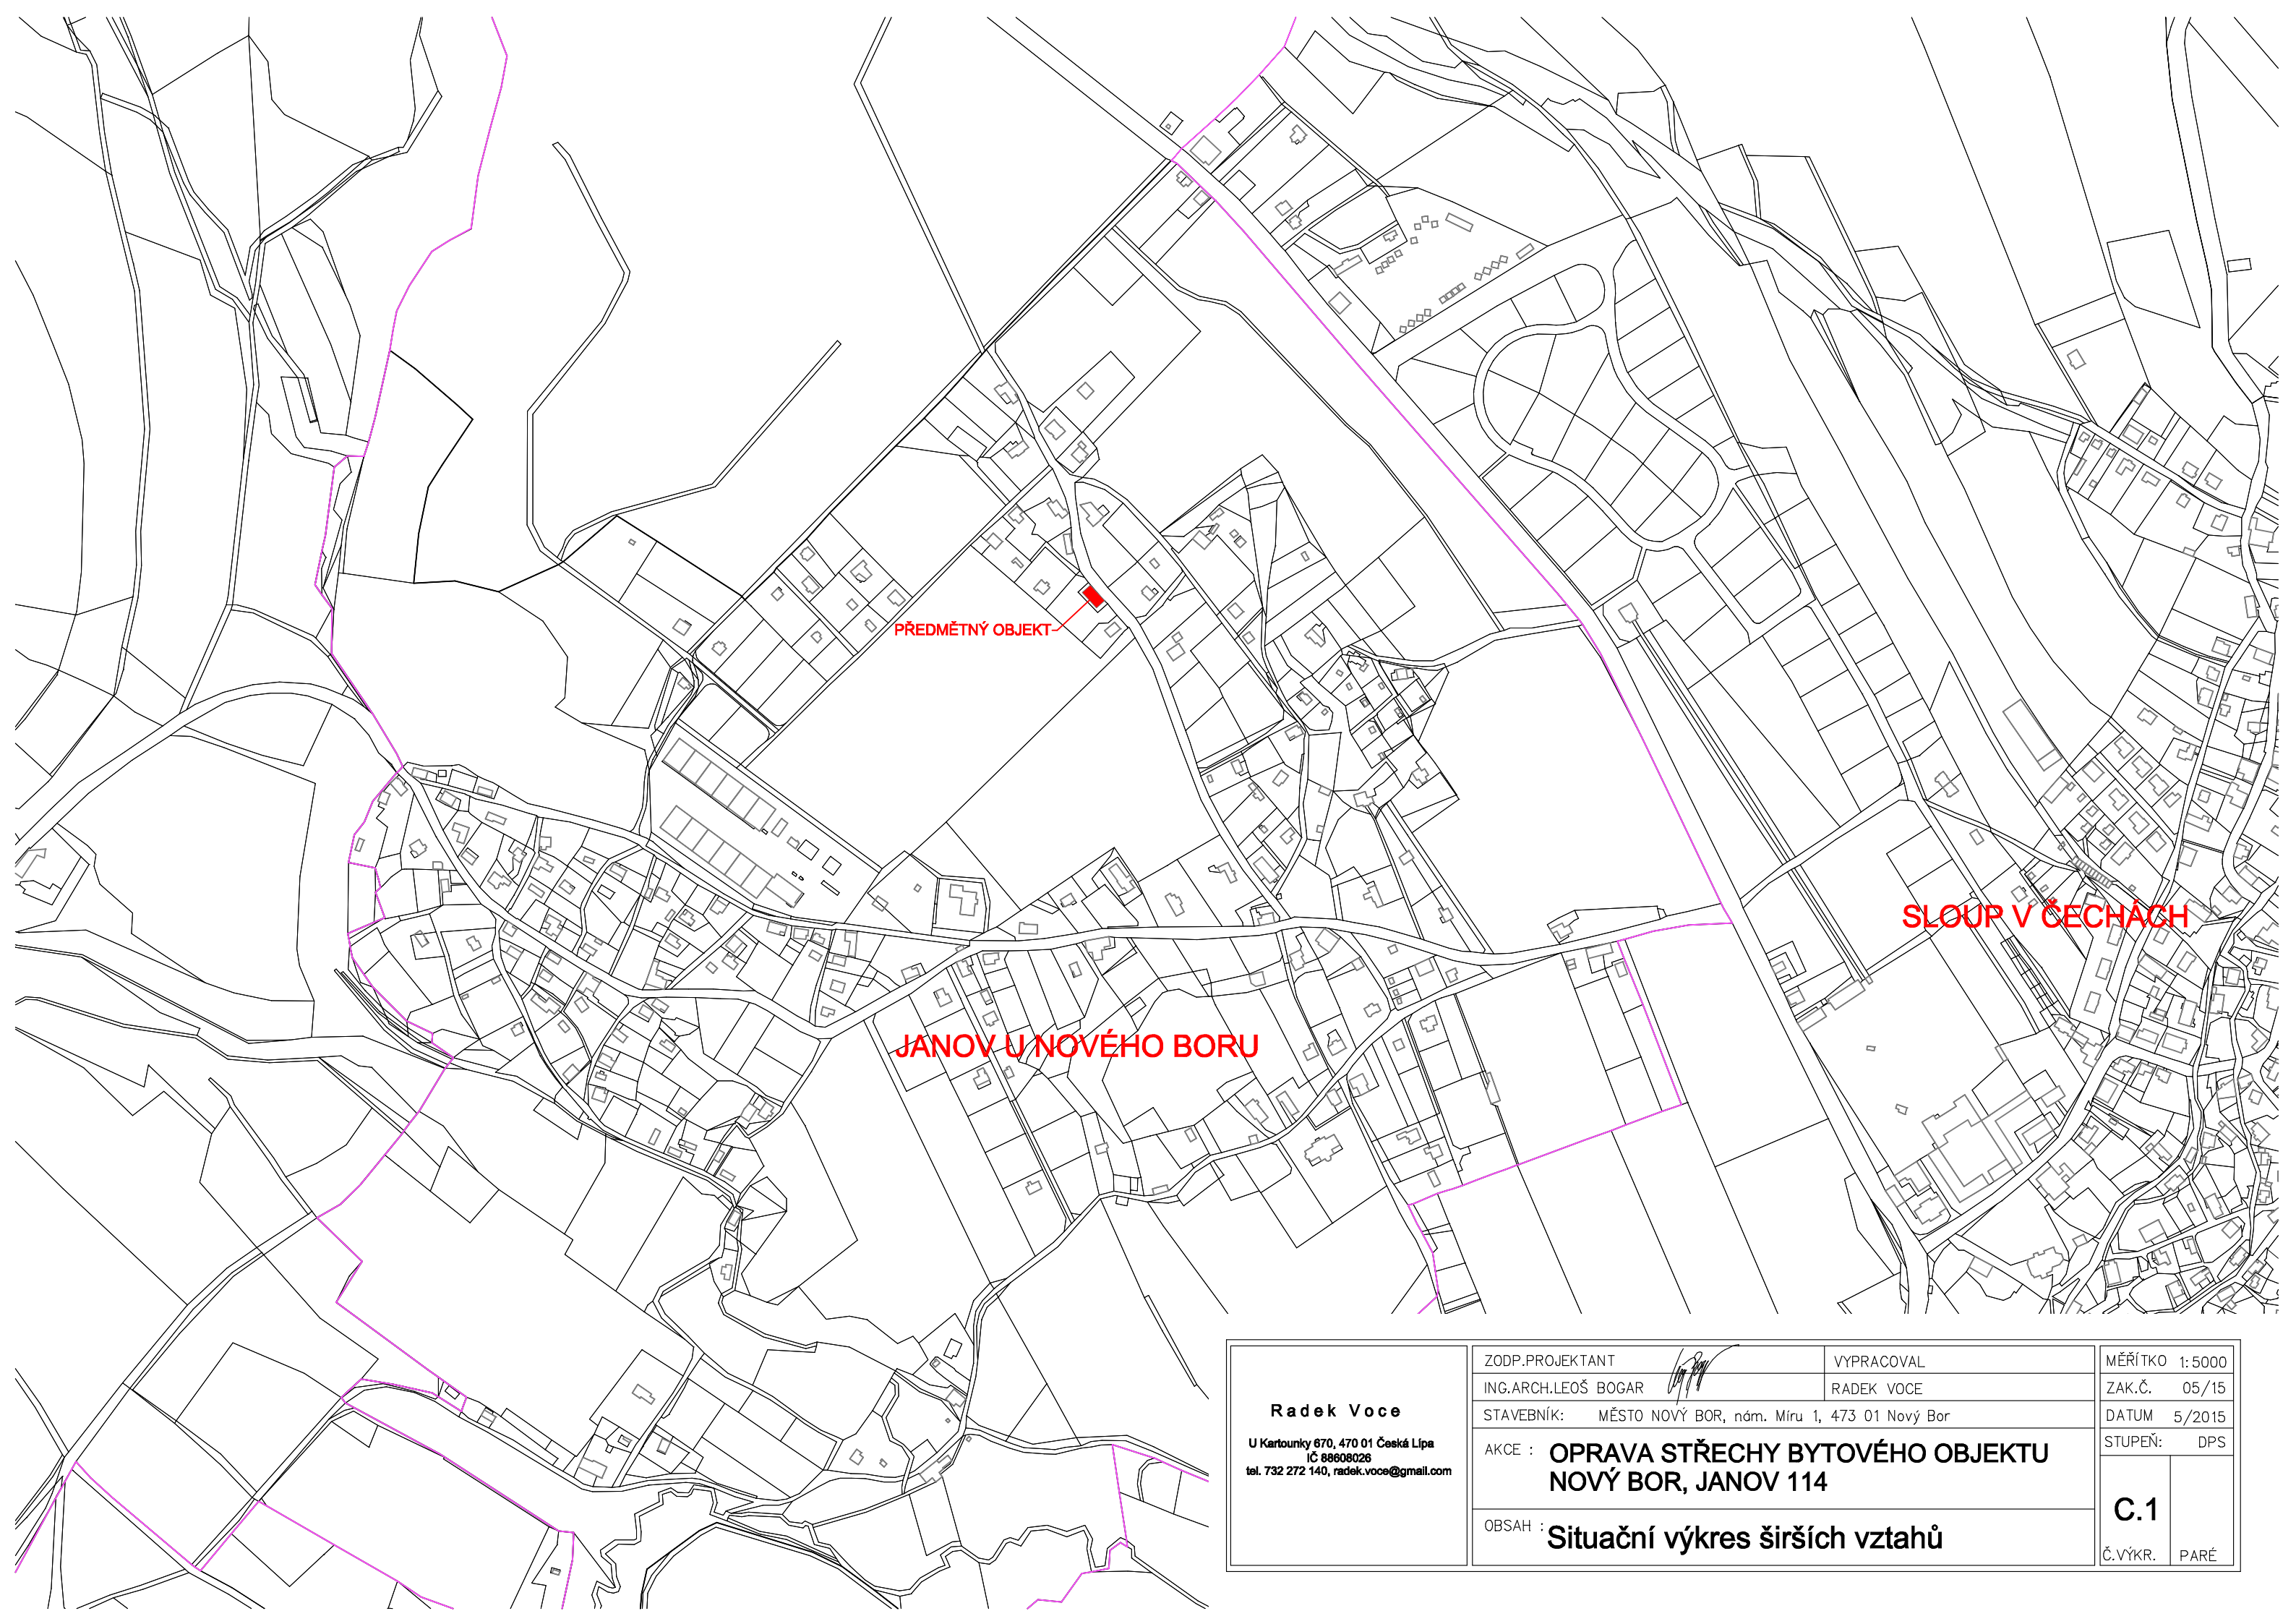 PŘEDMĚTNÝ OBJEKT
SLOUP V ČECHÁCH
JANOV U NOVÉHO BORU
Radek Voce
U Kartounky 670, 470 01 Česká Lípa
IČ 88608026
tel. 732 272 140, radek.voce@gmail.com
ZODP.PROJEKTANT
VYPRACOVAL
ING.ARCH.LEOŠ BOGAR
RADEK VOCE
STAVEBNÍK: MĚSTO NOVÝ BOR, nám. Míru 1, 473 01 Nový Bor
AKCE : OPRAVA STŘECHY BYTOVÉHO OBJEKTU
NOVÝ BOR, JANOV 114
OBSAH : Situační výkres širších vztahů
MĚŘÍTKO 1:5000
ZAK.Č. 05/15
DATUM 5/2015
STUPEŇ: DPS
C.1
Č.VÝKR. PARÉ